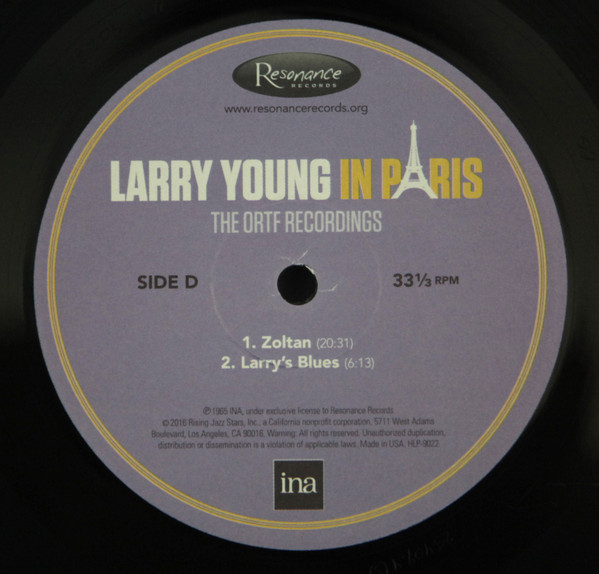 Resonance
RECORDS
www.resonancerecords.org
LARRY YOUNG IN PARIS
THE ORTF RECORDINGS
SIDE D
33⅓ RPM
1. Zoltan (20:31)
2. Larry's Blues (6:13)
℗1965 INA, under exclusive license to Resonance Records
© 2016 Rising Jazz Stars, Inc., a California nonprofit corporation, 5711 West Adams
Boulevard, Los Angeles, CA 90016. Warning: All rights reserved. Unauthorized duplication,
distribution or dissemination is a violation of applicable laws. Made in USA. HLP-9022.
ina